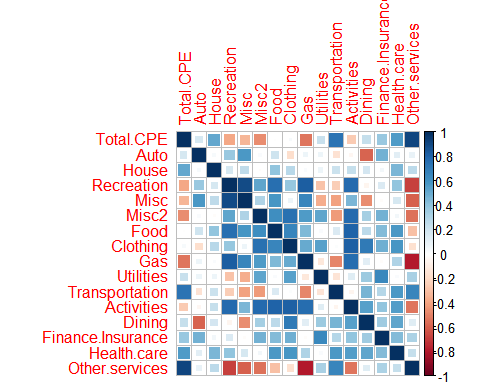 Total.CPE
Auto
House
Recreation
Misc
Misc2
Food
Clothing
Gas
Utilities
Transportation
Activities
Dining
Finance.Insurance
Health.care
Other.services
Total.CPE
Auto
House
Recreation
Misc
Misc2
Food
Clothing
Gas
Utilities
Transportation
Activities
Dining
Finance.Insurance
Health.care
Other.services
1
0.8
0.6
0.4
0.2
0
-0.2
-0.4
-0.6
-0.8
-1